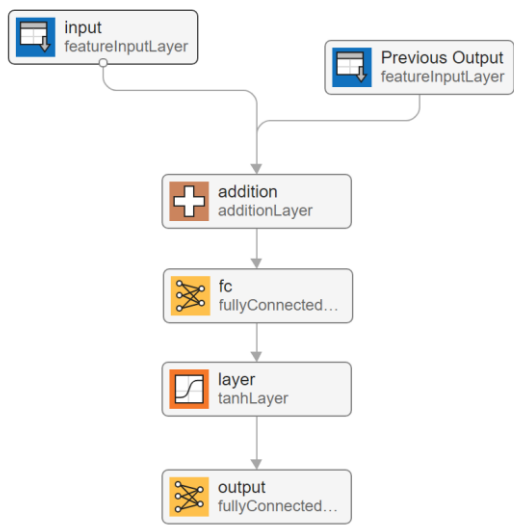 input
featureInputLayer
Previous Output
featureInputLayer
addition
additionLayer
fc
fullyConnected...
layer
tanhLayer
output
fullyConnected...